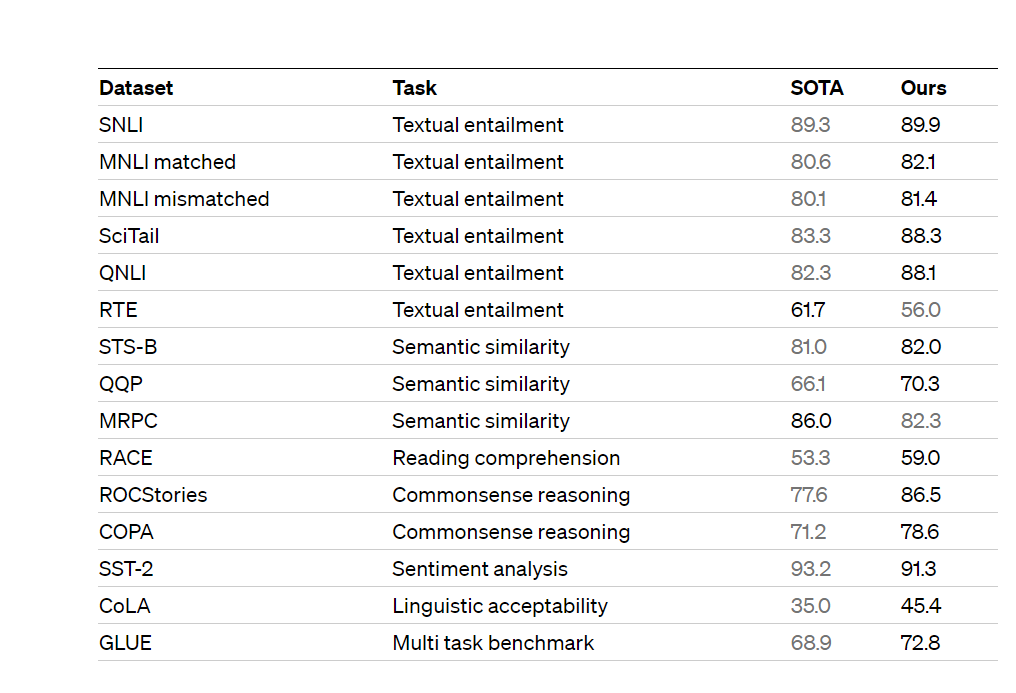 Dataset Task SOTA Ours
SNLI Textual entailment 89.3 89.9
MNLI matched Textual entailment 80.6 82.1
MNLI mismatched Textual entailment 80.1 81.4
SciTail Textual entailment 83.3 88.3
QNLI Textual entailment 82.3 88.1
RTE Textual entailment 61.7 56.0
STS-B Semantic similarity 81.0 82.0
QQP Semantic similarity 66.1 70.3
MRPC Semantic similarity 86.0 82.3
RACE Reading comprehension 53.3 59.0
ROCStories Commonsense reasoning 77.6 86.5
COPA Commonsense reasoning 71.2 78.6
SST-2 Sentiment analysis 93.2 91.3
CoLA Linguistic acceptability 35.0 45.4
GLUE Multi task benchmark 68.9 72.8